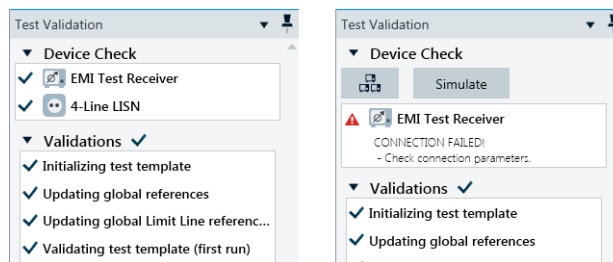 Test Validation
Device Check
EMI Test Receiver
4-Line LISN
Validations
Initializing test template
Updating global references
Updating global Limit Line referenc...
Validating test template (first run)
Test Validation
Device Check
Simulate
EMI Test Receiver
CONNECTION FAILED!
- Check connection parameters.
Validations
Initializing test template
Updating global references